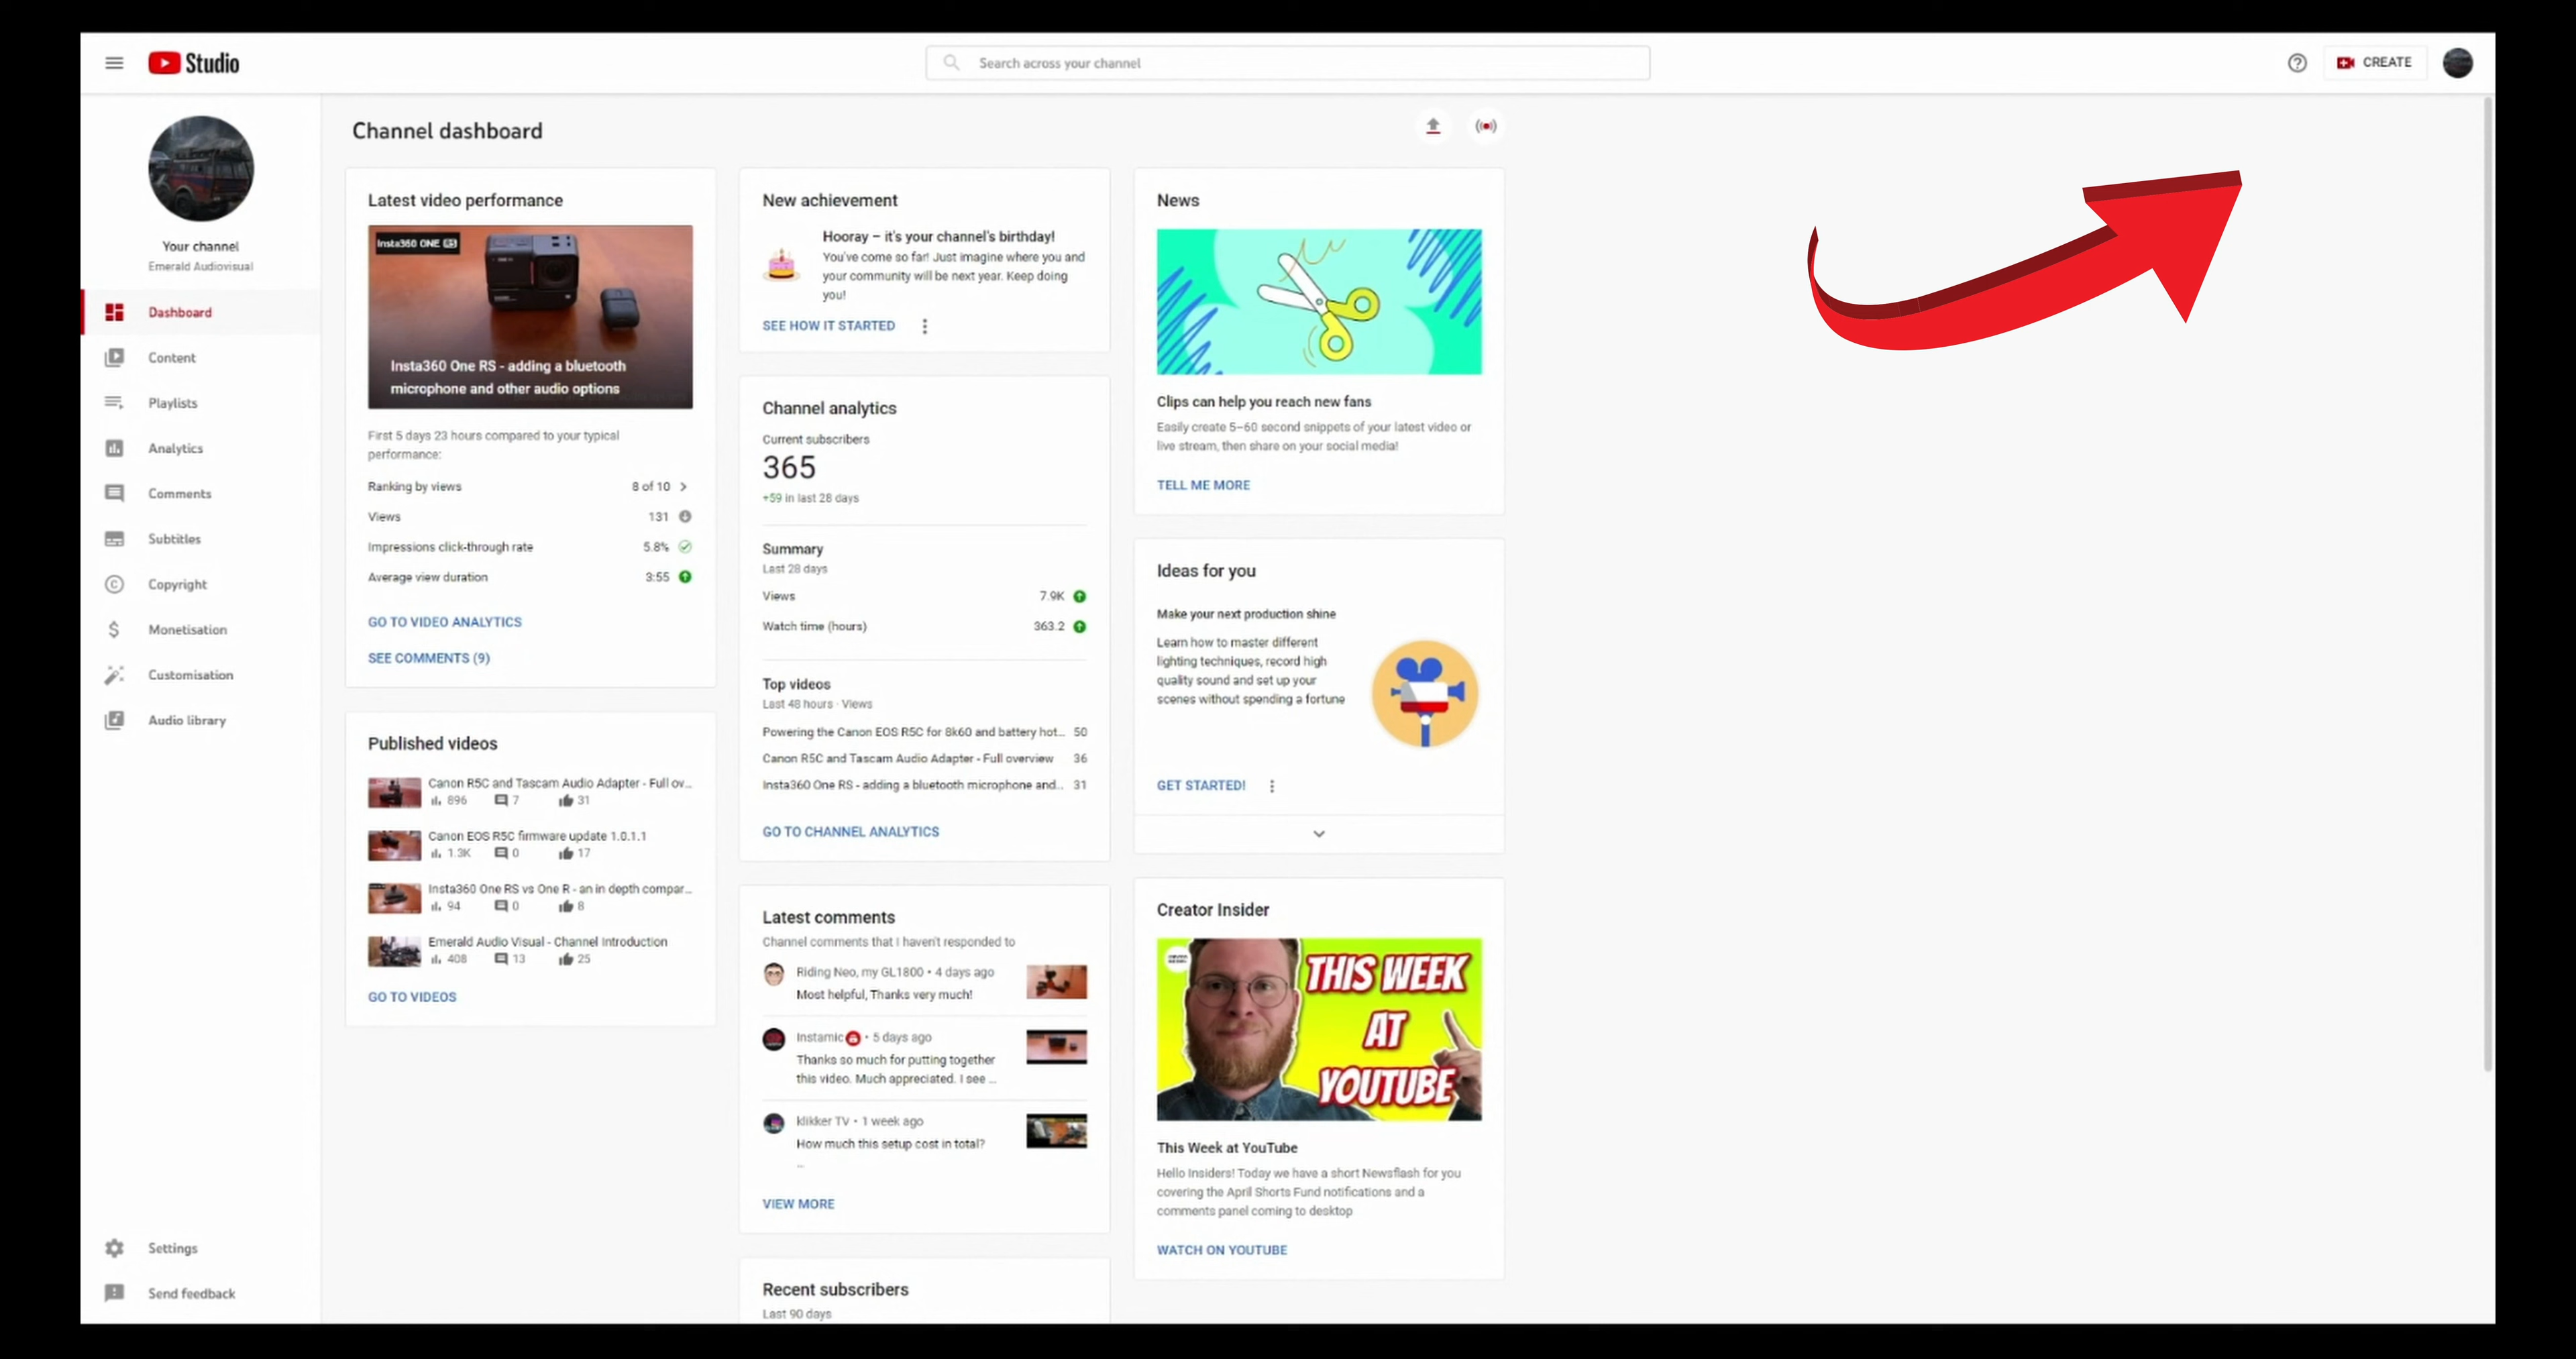 Studio
Search across your channel
CREATE
Your channel
Emerald Audiovisual
Dashboard
Content
Playlists
Analytics
Comments
Subtitles
Copyright
Monetisation
Customisation
Audio library
Settings
Send feedback
Channel dashboard
Latest video performance
Insta360 ONE RS
Insta360 One RS - adding a bluetooth
microphone and other audio options
First 5 days 23 hours compared to your typical
performance:
Ranking by views 8 of 10
Views 131
Impressions click-through rate 5.8%
Average view duration 3:55
GO TO VIDEO ANALYTICS
SEE COMMENTS (9)
Published videos
Canon R5C and Tascam Audio Adapter - Full ov...
896 7 31
Canon EOS R5C firmware update 1.0.1.1
1.3K 0 17
Insta360 One RS vs One R - an in depth compar...
94 0 8
Emerald Audio Visual - Channel Introduction
408 13 25
GO TO VIDEOS
New achievement
Hooray – it's your channel's birthday!
You've come so far! Just imagine where you and
your community will be next year. Keep doing
you!
SEE HOW IT STARTED
Channel analytics
Current subscribers
365
+59 in last 28 days
Summary
Last 28 days
Views 7.9K
Watch time (hours) 363.2
Top videos
Last 48 hours · Views
Powering the Canon EOS R5C for 8k60 and battery hot... 50
Canon R5C and Tascam Audio Adapter - Full overview 36
Insta360 One RS - adding a bluetooth microphone and... 31
GO TO CHANNEL ANALYTICS
Latest comments
Channel comments that I haven't responded to
Riding Neo, my GL1800 • 4 days ago
Most helpful, Thanks very much!
Instamic • 5 days ago
Thanks so much for putting together
this video. Much appreciated. I see ...
klikker TV • 1 week ago
How much this setup cost in total?
...
VIEW MORE
Recent subscribers
Last 90 days
News
Clips can help you reach new fans
Easily create 5–60 second snippets of your latest video or
live stream, then share on your social media!
TELL ME MORE
Ideas for you
Make your next production shine
Learn how to master different
lighting techniques, record high
quality sound and set up your
scenes without spending a fortune
GET STARTED!
Creator Insider
THIS WEEK
AT
YOUTUBE
This Week at YouTube
Hello Insiders! Today we have a short Newsflash for you
covering the April Shorts Fund notifications and a
comments panel coming to desktop
WATCH ON YOUTUBE